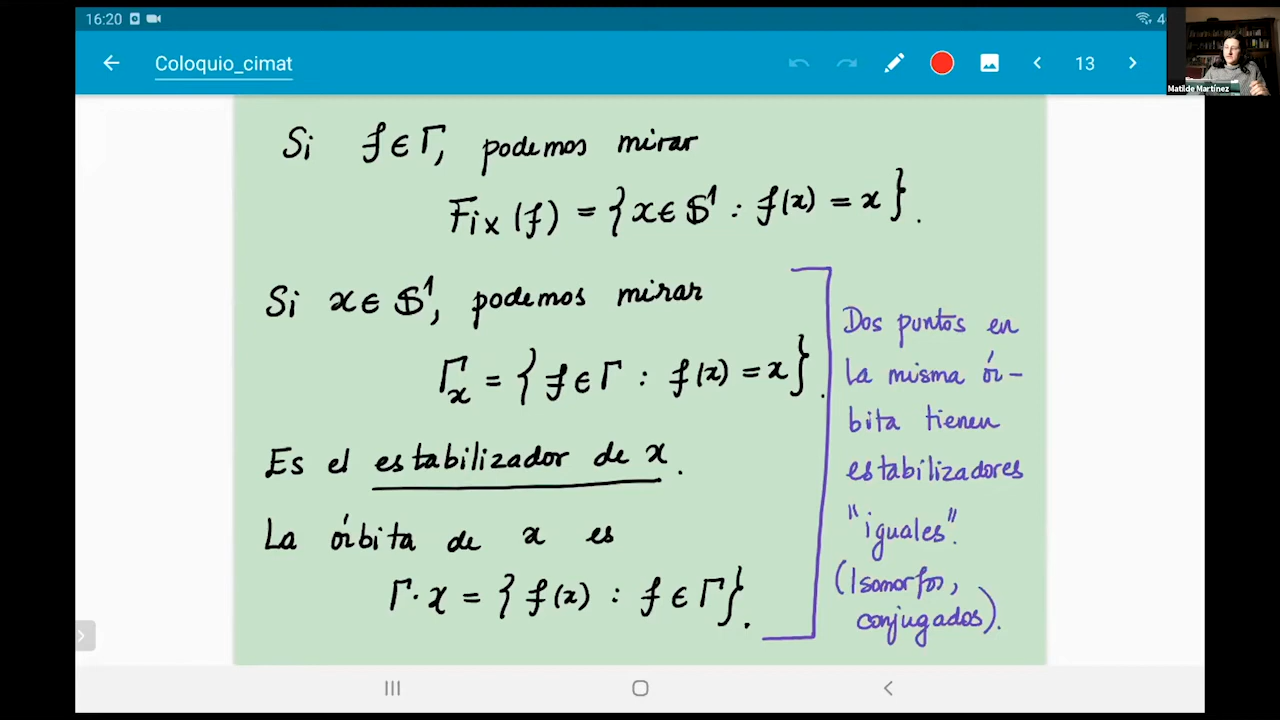 16:20
Coloquio_cimat
13
Matilde Martínez
Si f ∈ Γ, podemos mirar
Fix (f) = {x ∈ S¹ : f(x) = x}.
Si x ∈ S¹, podemos mirar
Γₓ = {f ∈ Γ : f(x) = x}.
Es el estabilizador de x.
La órbita de x es
Γ·x = {f(x) : f ∈ Γ}.
Dos puntos en
la misma ór-
bita tienen
estabilizadores
"iguales".
(Isomorfos,
conjugados).